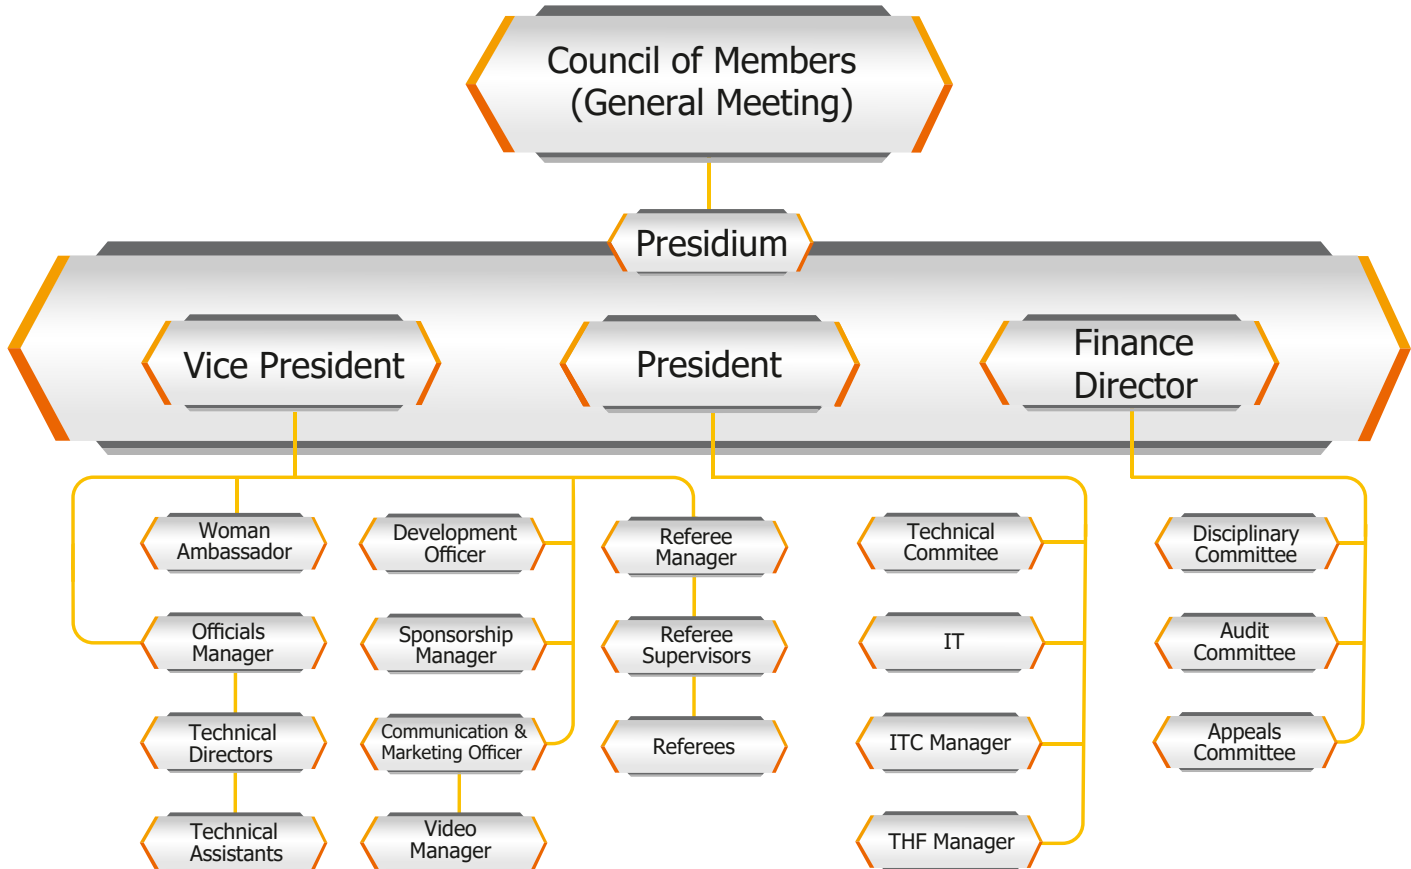 Council of Members
(General Meeting)
Presidium
Vice President
President
Finance
Director
Woman
Ambassador
Officials
Manager
Technical
Directors
Technical
Assistants
Development
Officer
Sponsorship
Manager
Communication &
Marketing Officer
Video
Manager
Referee
Manager
Referee
Supervisors
Referees
Technical
Commitee
IT
ITC Manager
THF Manager
Disciplinary
Committee
Audit
Committee
Appeals
Committee